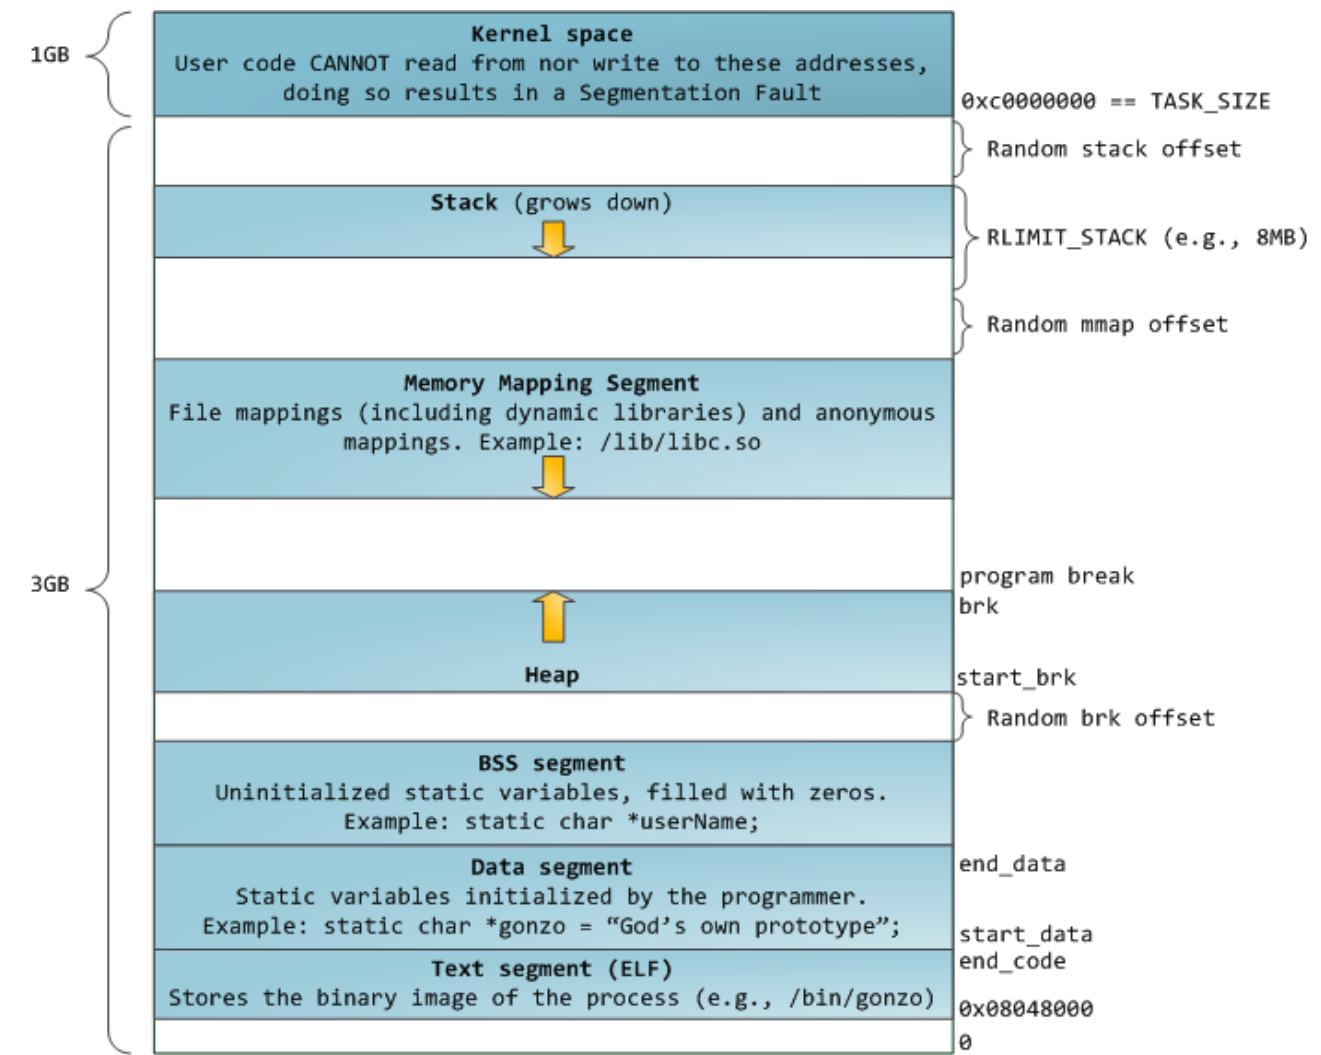 1GB
Kernel space
User code CANNOT read from nor write to these addresses,
doing so results in a Segmentation Fault
0xc0000000 == TASK_SIZE
Random stack offset
Stack (grows down)
RLIMIT_STACK (e.g., 8MB)
Random mmap offset
Memory Mapping Segment
File mappings (including dynamic libraries) and anonymous
mappings. Example: /lib/libc.so
3GB
program break
brk
Heap
start_brk
Random brk offset
BSS segment
Uninitialized static variables, filled with zeros.
Example: static char *userName;
Data segment
end_data
Static variables initialized by the programmer.
Example: static char *gonzo = “God’s own prototype”;
start_data
end_code
Text segment (ELF)
Stores the binary image of the process (e.g., /bin/gonzo)
0x08048000
0